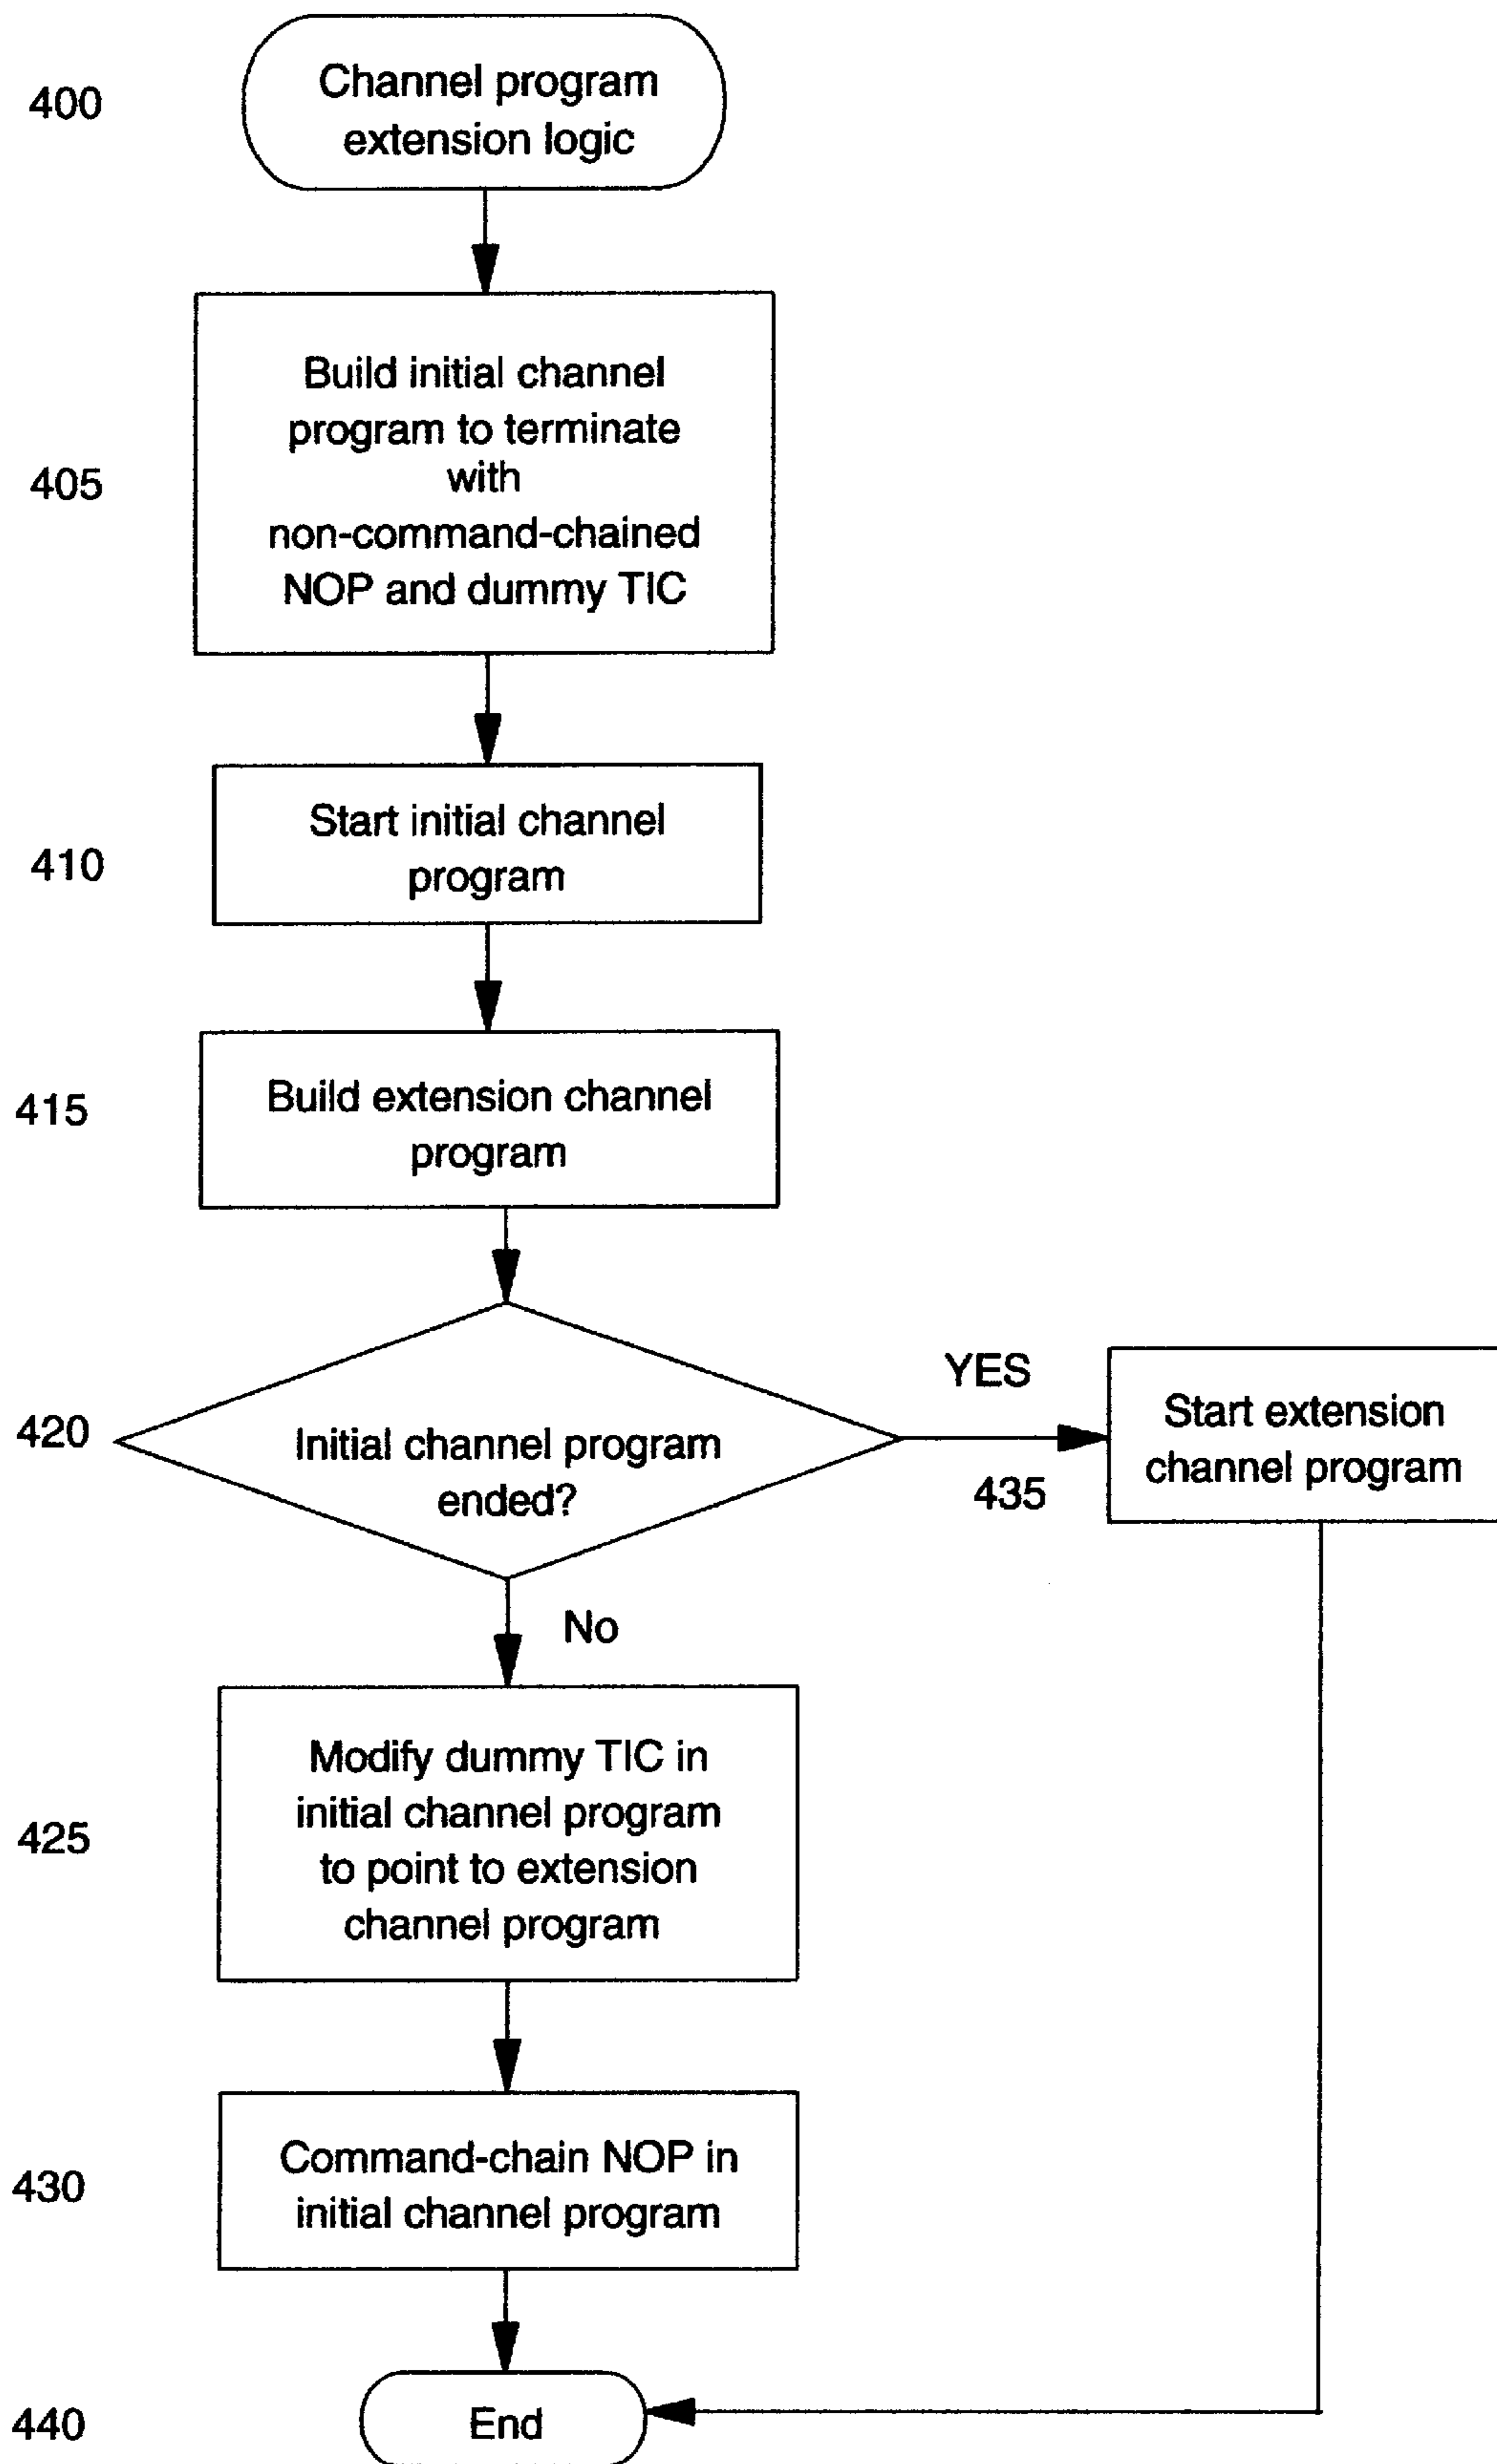 400
Channel program
extension logic
405
Build initial channel
program to terminate
with
non-command-chained
NOP and dummy TIC
410
Start initial channel
program
415
Build extension channel
program
420
Initial channel program
ended?
YES
435
Start extension
channel program
No
425
Modify dummy TIC in
initial channel program
to point to extension
channel program
430
Command-chain NOP in
initial channel program
440
End